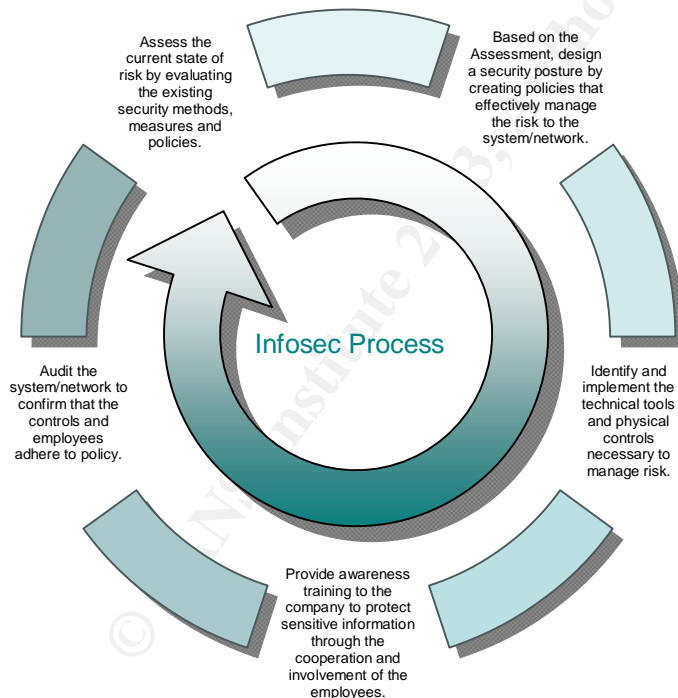 Assess the
current state of
risk by evaluating
the existing
security methods,
measures and
policies.
Based on the
Assessment, design
a security posture by
creating policies that
effectively manage
the risk to the
system/network.
Infosec Process
Identify and
implement the
technical tools
and physical
controls
necessary to
manage risk.
Provide awareness
training to the
company to protect
sensitive information
through the
cooperation and
involvement of the
employees.
Audit the
system/network to
confirm that the
controls and
employees
adhere to policy.